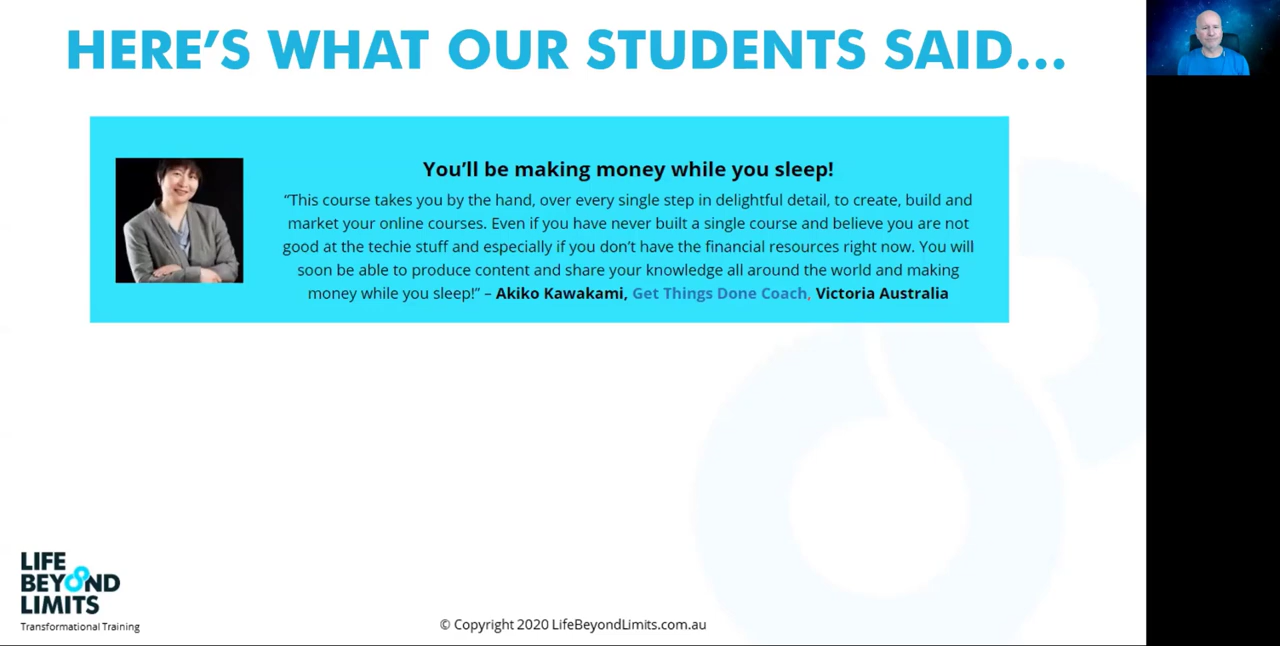 HERE’S WHAT OUR STUDENTS SAID...
You’ll be making money while you sleep!
“This course takes you by the hand, over every single step in delightful detail, to create, build and
market your online courses. Even if you have never built a single course and believe you are not
good at the techie stuff and especially if you don’t have the financial resources right now. You will
soon be able to produce content and share your knowledge all around the world and making
money while you sleep!” – Akiko Kawakami, Get Things Done Coach, Victoria Australia
LIFE
BEYOND
LIMITS
Transformational Training
© Copyright 2020 LifeBeyondLimits.com.au